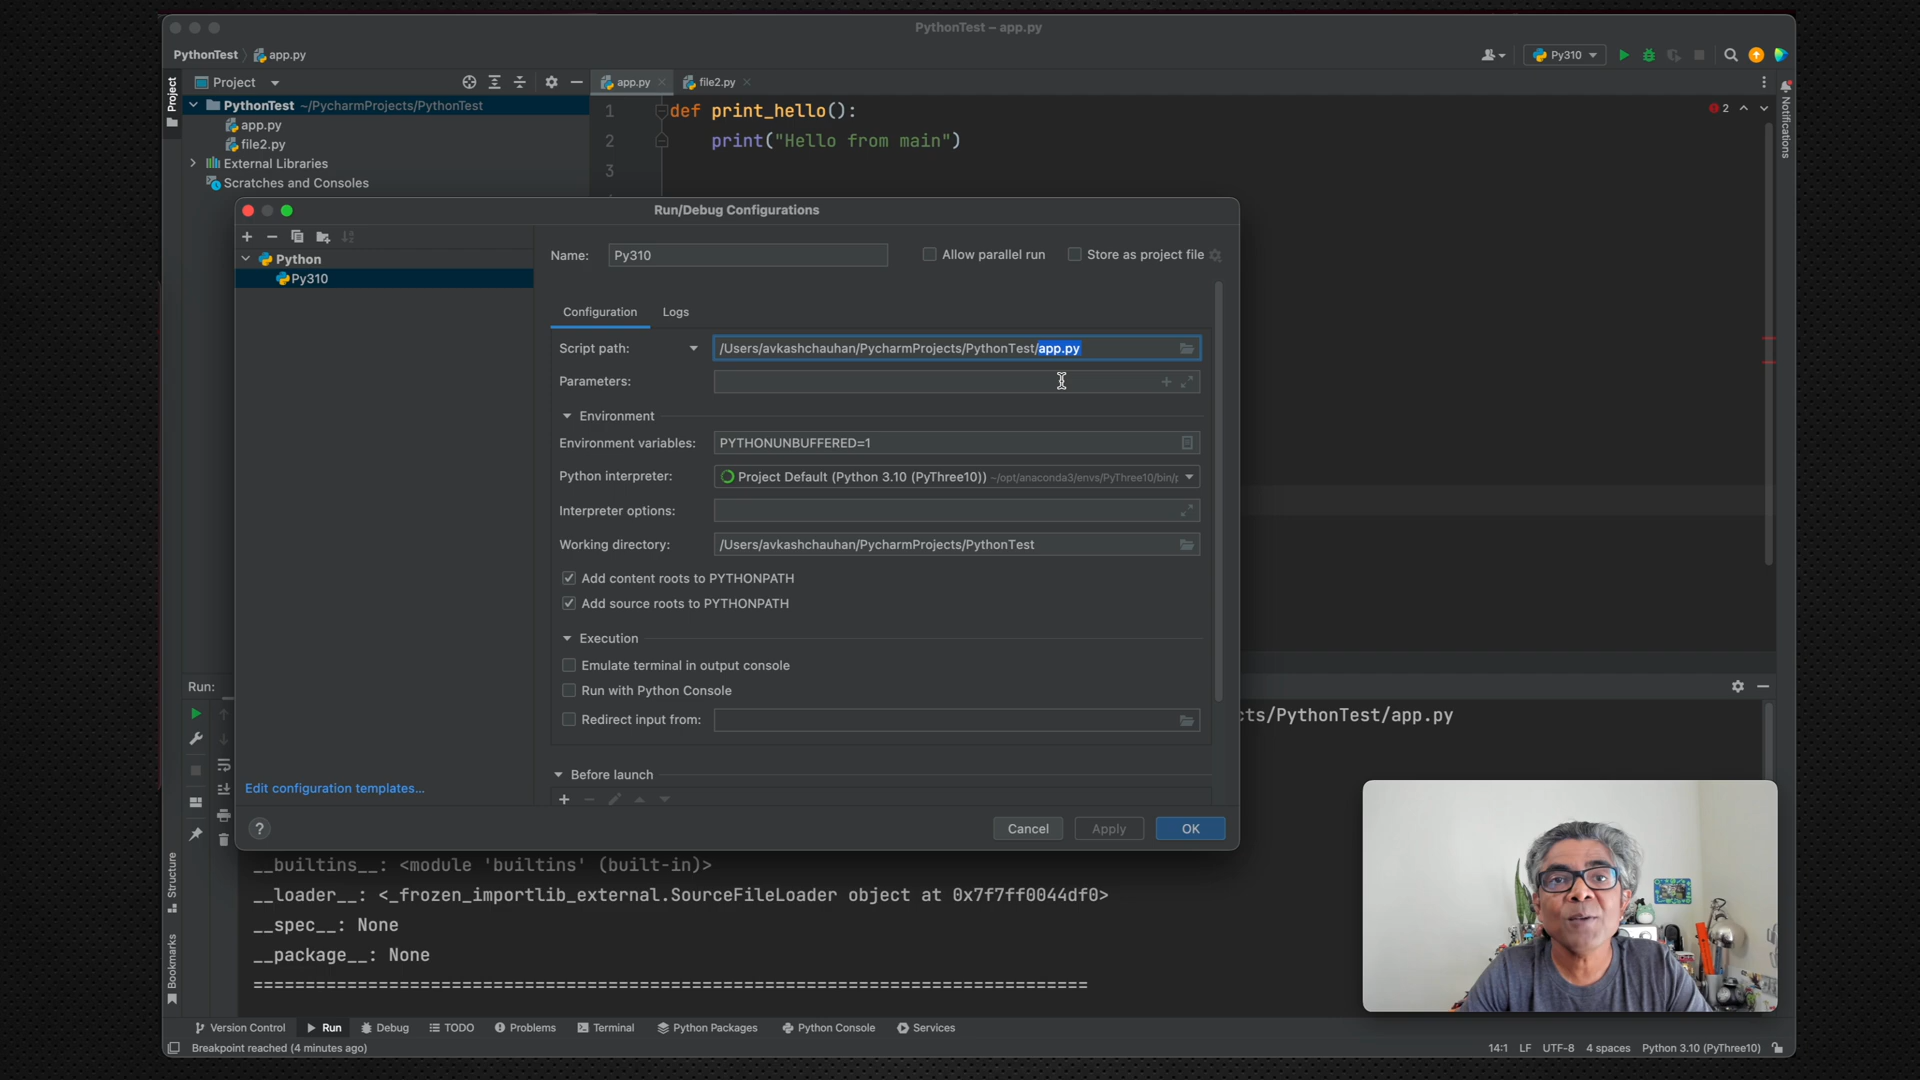 PythonTest – app.py
PythonTest
app.py
Py310
Project
Project
app.py
file2.py
PythonTest ~/PycharmProjects/PythonTest
app.py
file2.py
External Libraries
Scratches and Consoles
1 def print_hello():
2 print("Hello from main")
3
2
Notifications
Run/Debug Configurations
Python
Py310
Name: Py310
Allow parallel run
Store as project file
Configuration
Logs
Script path: /Users/avkashchauhan/PycharmProjects/PythonTest/app.py
Parameters:
Environment
Environment variables: PYTHONUNBUFFERED=1
Python interpreter: Project Default (Python 3.10 (PyThree10)) ~/opt/anaconda3/envs/PyThree10/bin/
Interpreter options:
Working directory: /Users/avkashchauhan/PycharmProjects/PythonTest
Add content roots to PYTHONPATH
Add source roots to PYTHONPATH
Execution
Emulate terminal in output console
Run with Python Console
Redirect input from:
Before launch
Edit configuration templates...
?
Cancel
Apply
OK
Run:
cts/PythonTest/app.py
__builtins__: <module 'builtins' (built-in)>
__loader__: <_frozen_importlib_external.SourceFileLoader object at 0x7f7ff0044df0>
__spec__: None
__package__: None
================================================================================
Structure
Bookmarks
Version Control
Run
Debug
TODO
Problems
Terminal
Python Packages
Python Console
Services
Breakpoint reached (4 minutes ago)
14:1 LF UTF-8 4 spaces Python 3.10 (PyThree10)